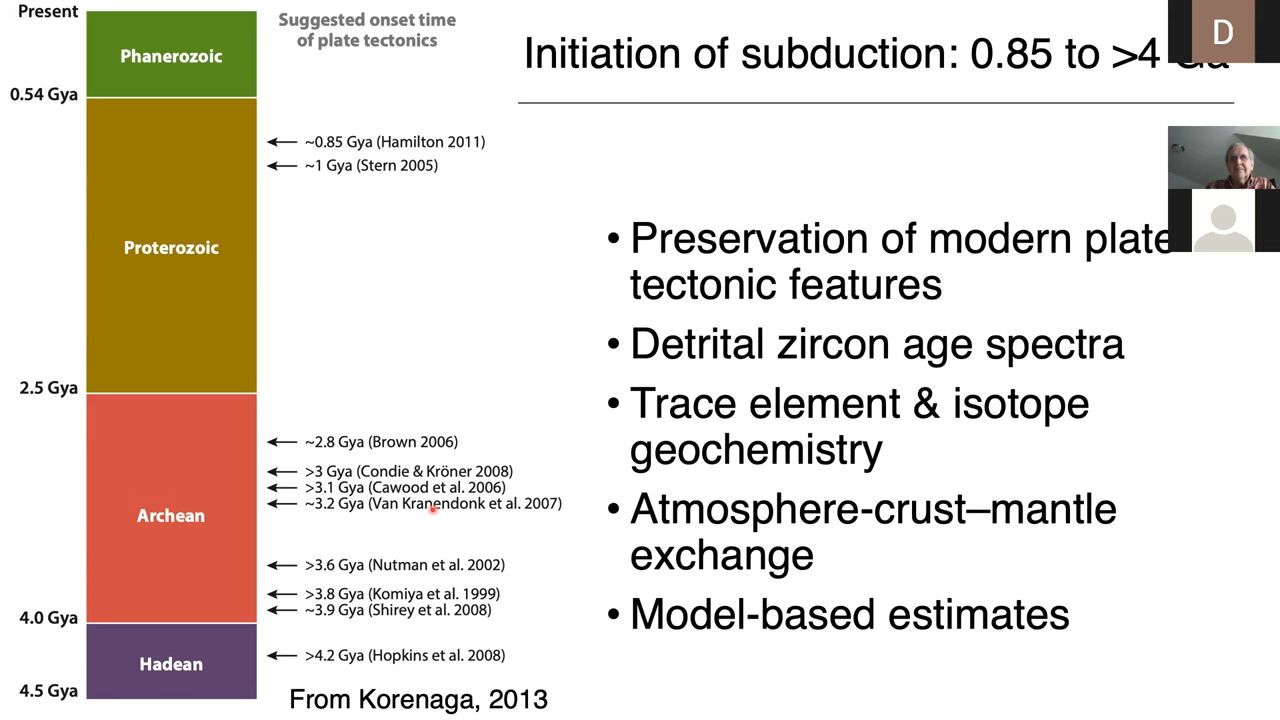 Present
Suggested onset time
of plate tectonics
Phanerozoic
0.54 Gya
~0.85 Gya (Hamilton 2011)
~1 Gya (Stern 2005)
Proterozoic
2.5 Gya
~2.8 Gya (Brown 2006)
>3 Gya (Condie & Kröner 2008)
>3.1 Gya (Cawood et al. 2006)
~3.2 Gya (Van Kranendonk et al. 2007)
Archean
>3.6 Gya (Nutman et al. 2002)
>3.8 Gya (Komiya et al. 1999)
~3.9 Gya (Shirey et al. 2008)
4.0 Gya
Hadean
>4.2 Gya (Hopkins et al. 2008)
4.5 Gya
From Korenaga, 2013
Initiation of subduction: 0.85 to >4
D
• Preservation of modern plate
tectonic features
• Detrital zircon age spectra
• Trace element & isotope
geochemistry
• Atmosphere-crust–mantle
exchange
• Model-based estimates